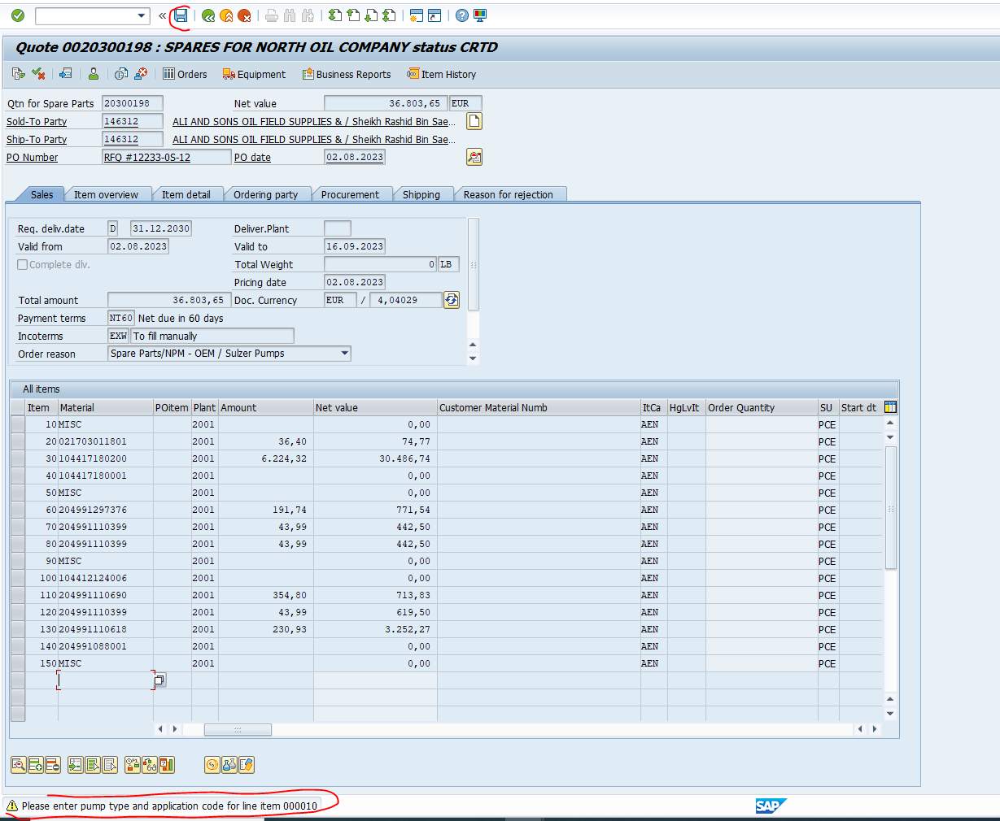 Quote 0020300198 : SPARES FOR NORTH OIL COMPANY status CRTD
Orders Equipment Business Reports Item History
Qtn for Spare Parts 20300198 Net value 36.803,65 EUR
Sold-To Party 146312 ALI AND SONS OIL FIELD SUPPLIES & / Sheikh Rashid Bin Sae...
Ship-To Party 146312 ALI AND SONS OIL FIELD SUPPLIES & / Sheikh Rashid Bin Sae...
PO Number RFQ #12233-0S-12 PO date 02.08.2023
Sales Item overview Item detail Ordering party Procurement Shipping Reason for rejection
Req. deliv.date D 31.12.2030 Deliver.Plant
Valid from 02.08.2023 Valid to 16.09.2023
Complete dlv. Total Weight 0 LB
Pricing date 02.08.2023
Total amount 36.803,65 Doc. Currency EUR / 4,04029
Payment terms NT60 Net due in 60 days
Incoterms EXW To fill manually
Order reason Spare Parts/NPM - OEM / Sulzer Pumps
All items
Item Material POitem Plant Amount Net value Customer Material Numb ItCa HgLvIt Order Quantity SU Start dt
10 MISC 2001 0,00 AEN PCE
20 021703011801 2001 36,40 74,77 AEN PCE
30 104417180200 2001 6.224,32 30.486,74 AEN PCE
40 104417180001 2001 0,00 AEN PCE
50 MISC 2001 0,00 AEN PCE
60 204991297376 2001 191,74 771,54 AEN PCE
70 204991110399 2001 43,99 442,50 AEN PCE
80 204991110399 2001 43,99 442,50 AEN PCE
90 MISC 2001 0,00 AEN PCE
100 104412124006 2001 0,00 AEN PCE
110 204991110690 2001 354,80 713,83 AEN PCE
120 204991110399 2001 43,99 619,50 AEN PCE
130 204991110618 2001 230,93 3.252,27 AEN PCE
140 204991088001 2001 0,00 AEN PCE
150 MISC 2001 0,00 AEN PCE
Please enter pump type and application code for line item 000010
SAP